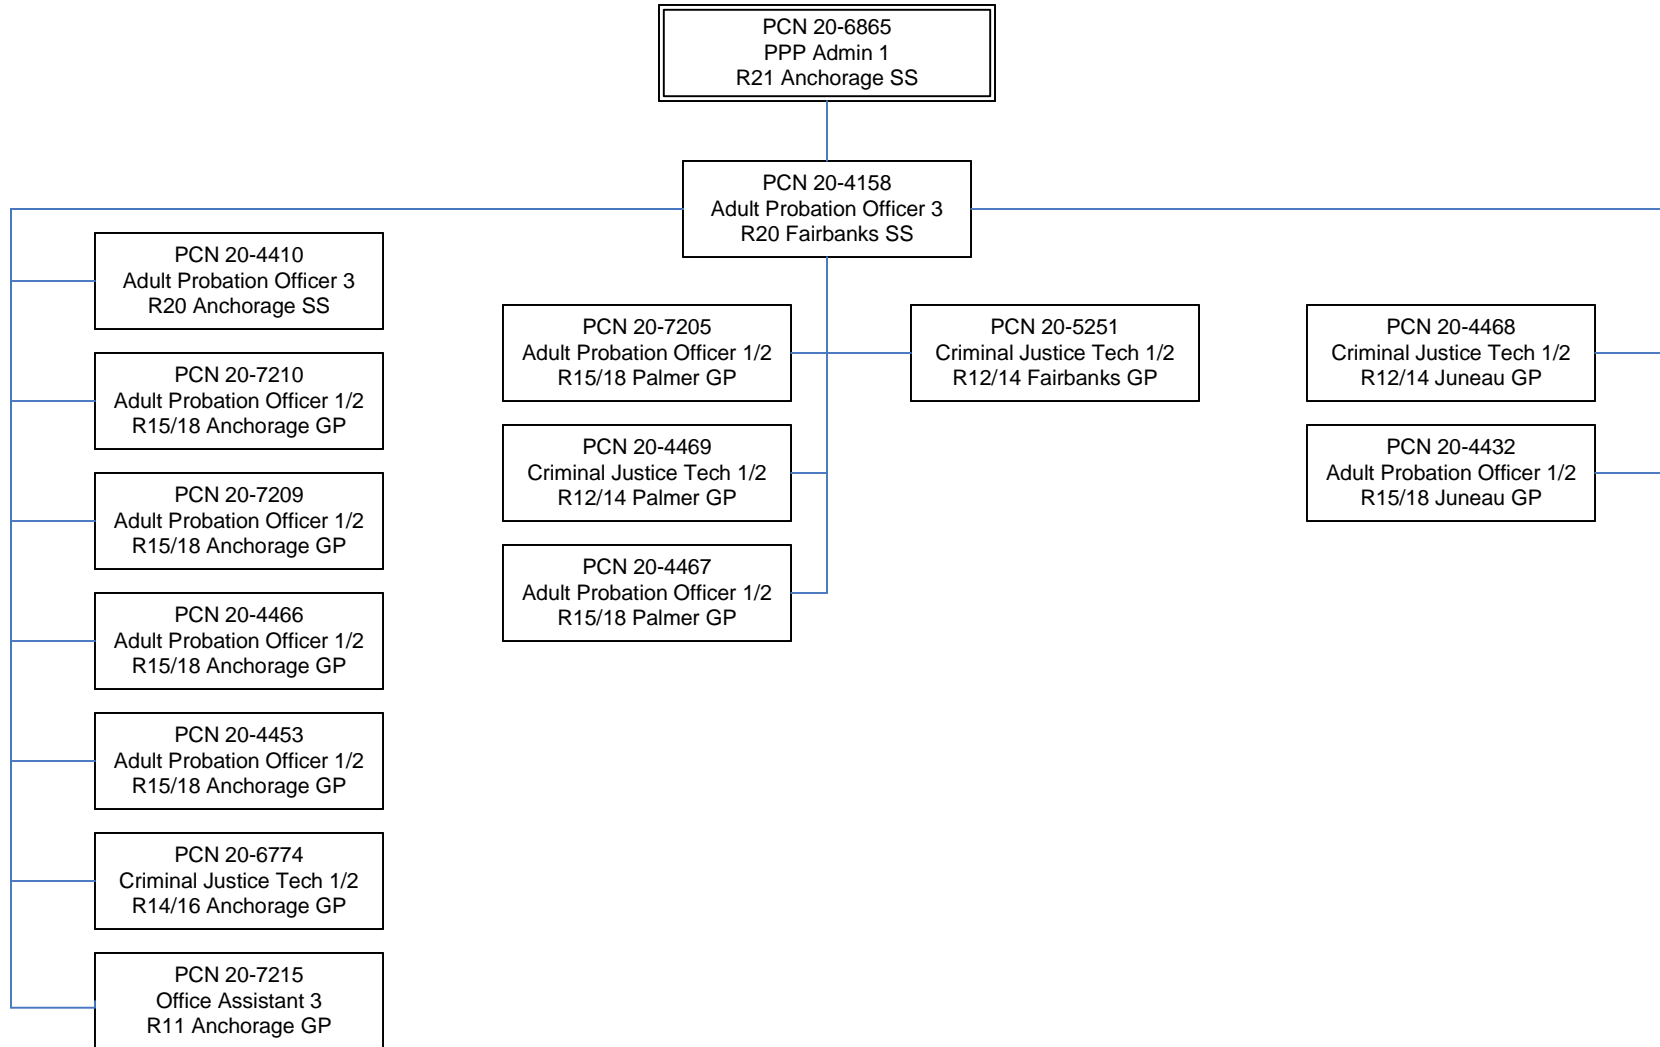 PCN 20-6865
PPP Admin 1
R21 Anchorage SS
PCN 20-4158
Adult Probation Officer 3
R20 Fairbanks SS
PCN 20-4410
Adult Probation Officer 3
R20 Anchorage SS
PCN 20-7210
Adult Probation Officer 1/2
R15/18 Anchorage GP
PCN 20-7209
Adult Probation Officer 1/2
R15/18 Anchorage GP
PCN 20-4466
Adult Probation Officer 1/2
R15/18 Anchorage GP
PCN 20-4453
Adult Probation Officer 1/2
R15/18 Anchorage GP
PCN 20-6774
Criminal Justice Tech 1/2
R14/16 Anchorage GP
PCN 20-7215
Office Assistant 3
R11 Anchorage GP
PCN 20-7205
Adult Probation Officer 1/2
R15/18 Palmer GP
PCN 20-4469
Criminal Justice Tech 1/2
R12/14 Palmer GP
PCN 20-4467
Adult Probation Officer 1/2
R15/18 Palmer GP
PCN 20-5251
Criminal Justice Tech 1/2
R12/14 Fairbanks GP
PCN 20-4468
Criminal Justice Tech 1/2
R12/14 Juneau GP
PCN 20-4432
Adult Probation Officer 1/2
R15/18 Juneau GP